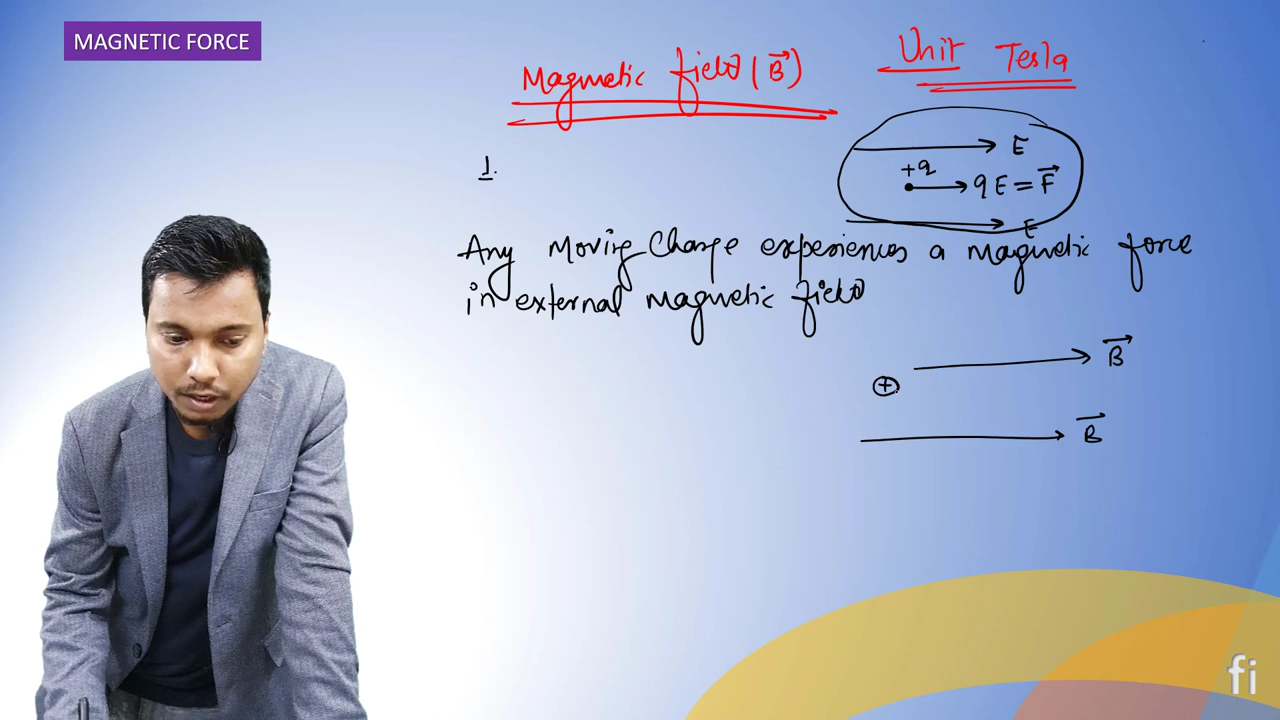 MAGNETIC FORCE
Magnetic field (B⃗)
Unit Tesla
1.
E
+q
qE = F⃗
E
Any Moving Charge experiences a magnetic force
in external magnetic field
B⃗
+
B⃗
fi